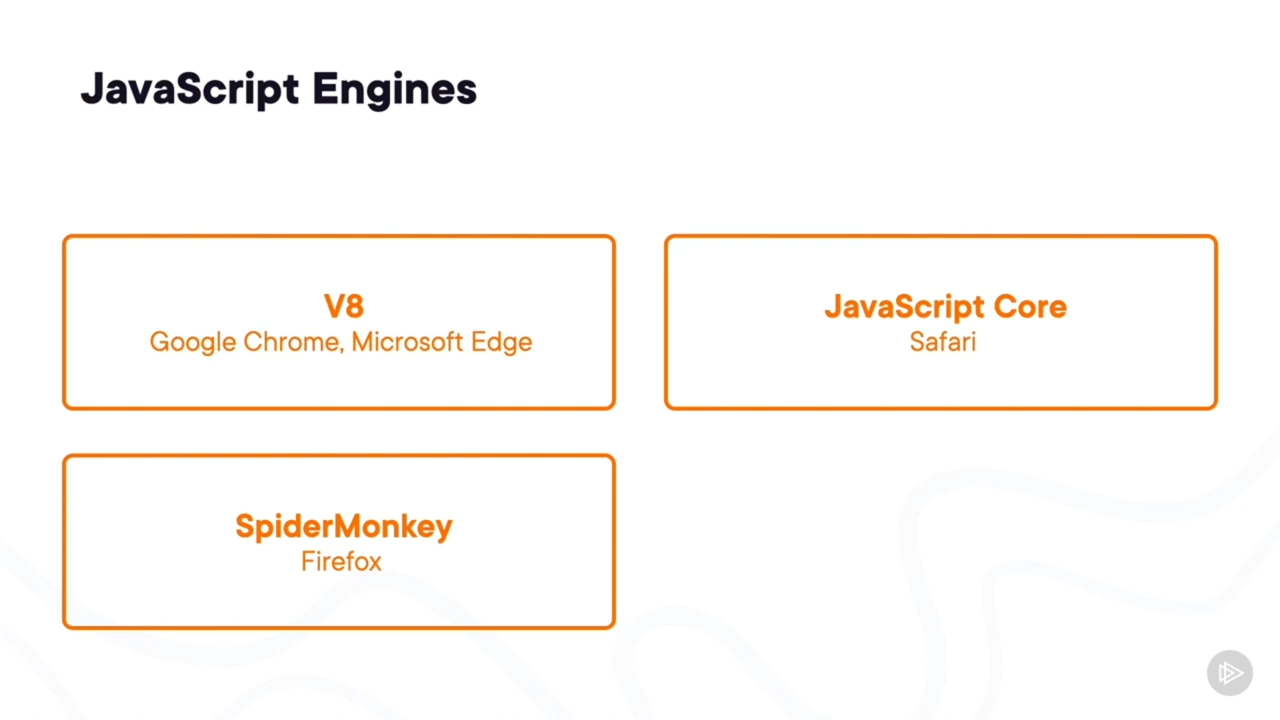 JavaScript Engines
V8
Google Chrome, Microsoft Edge
JavaScript Core
Safari
SpiderMonkey
Firefox